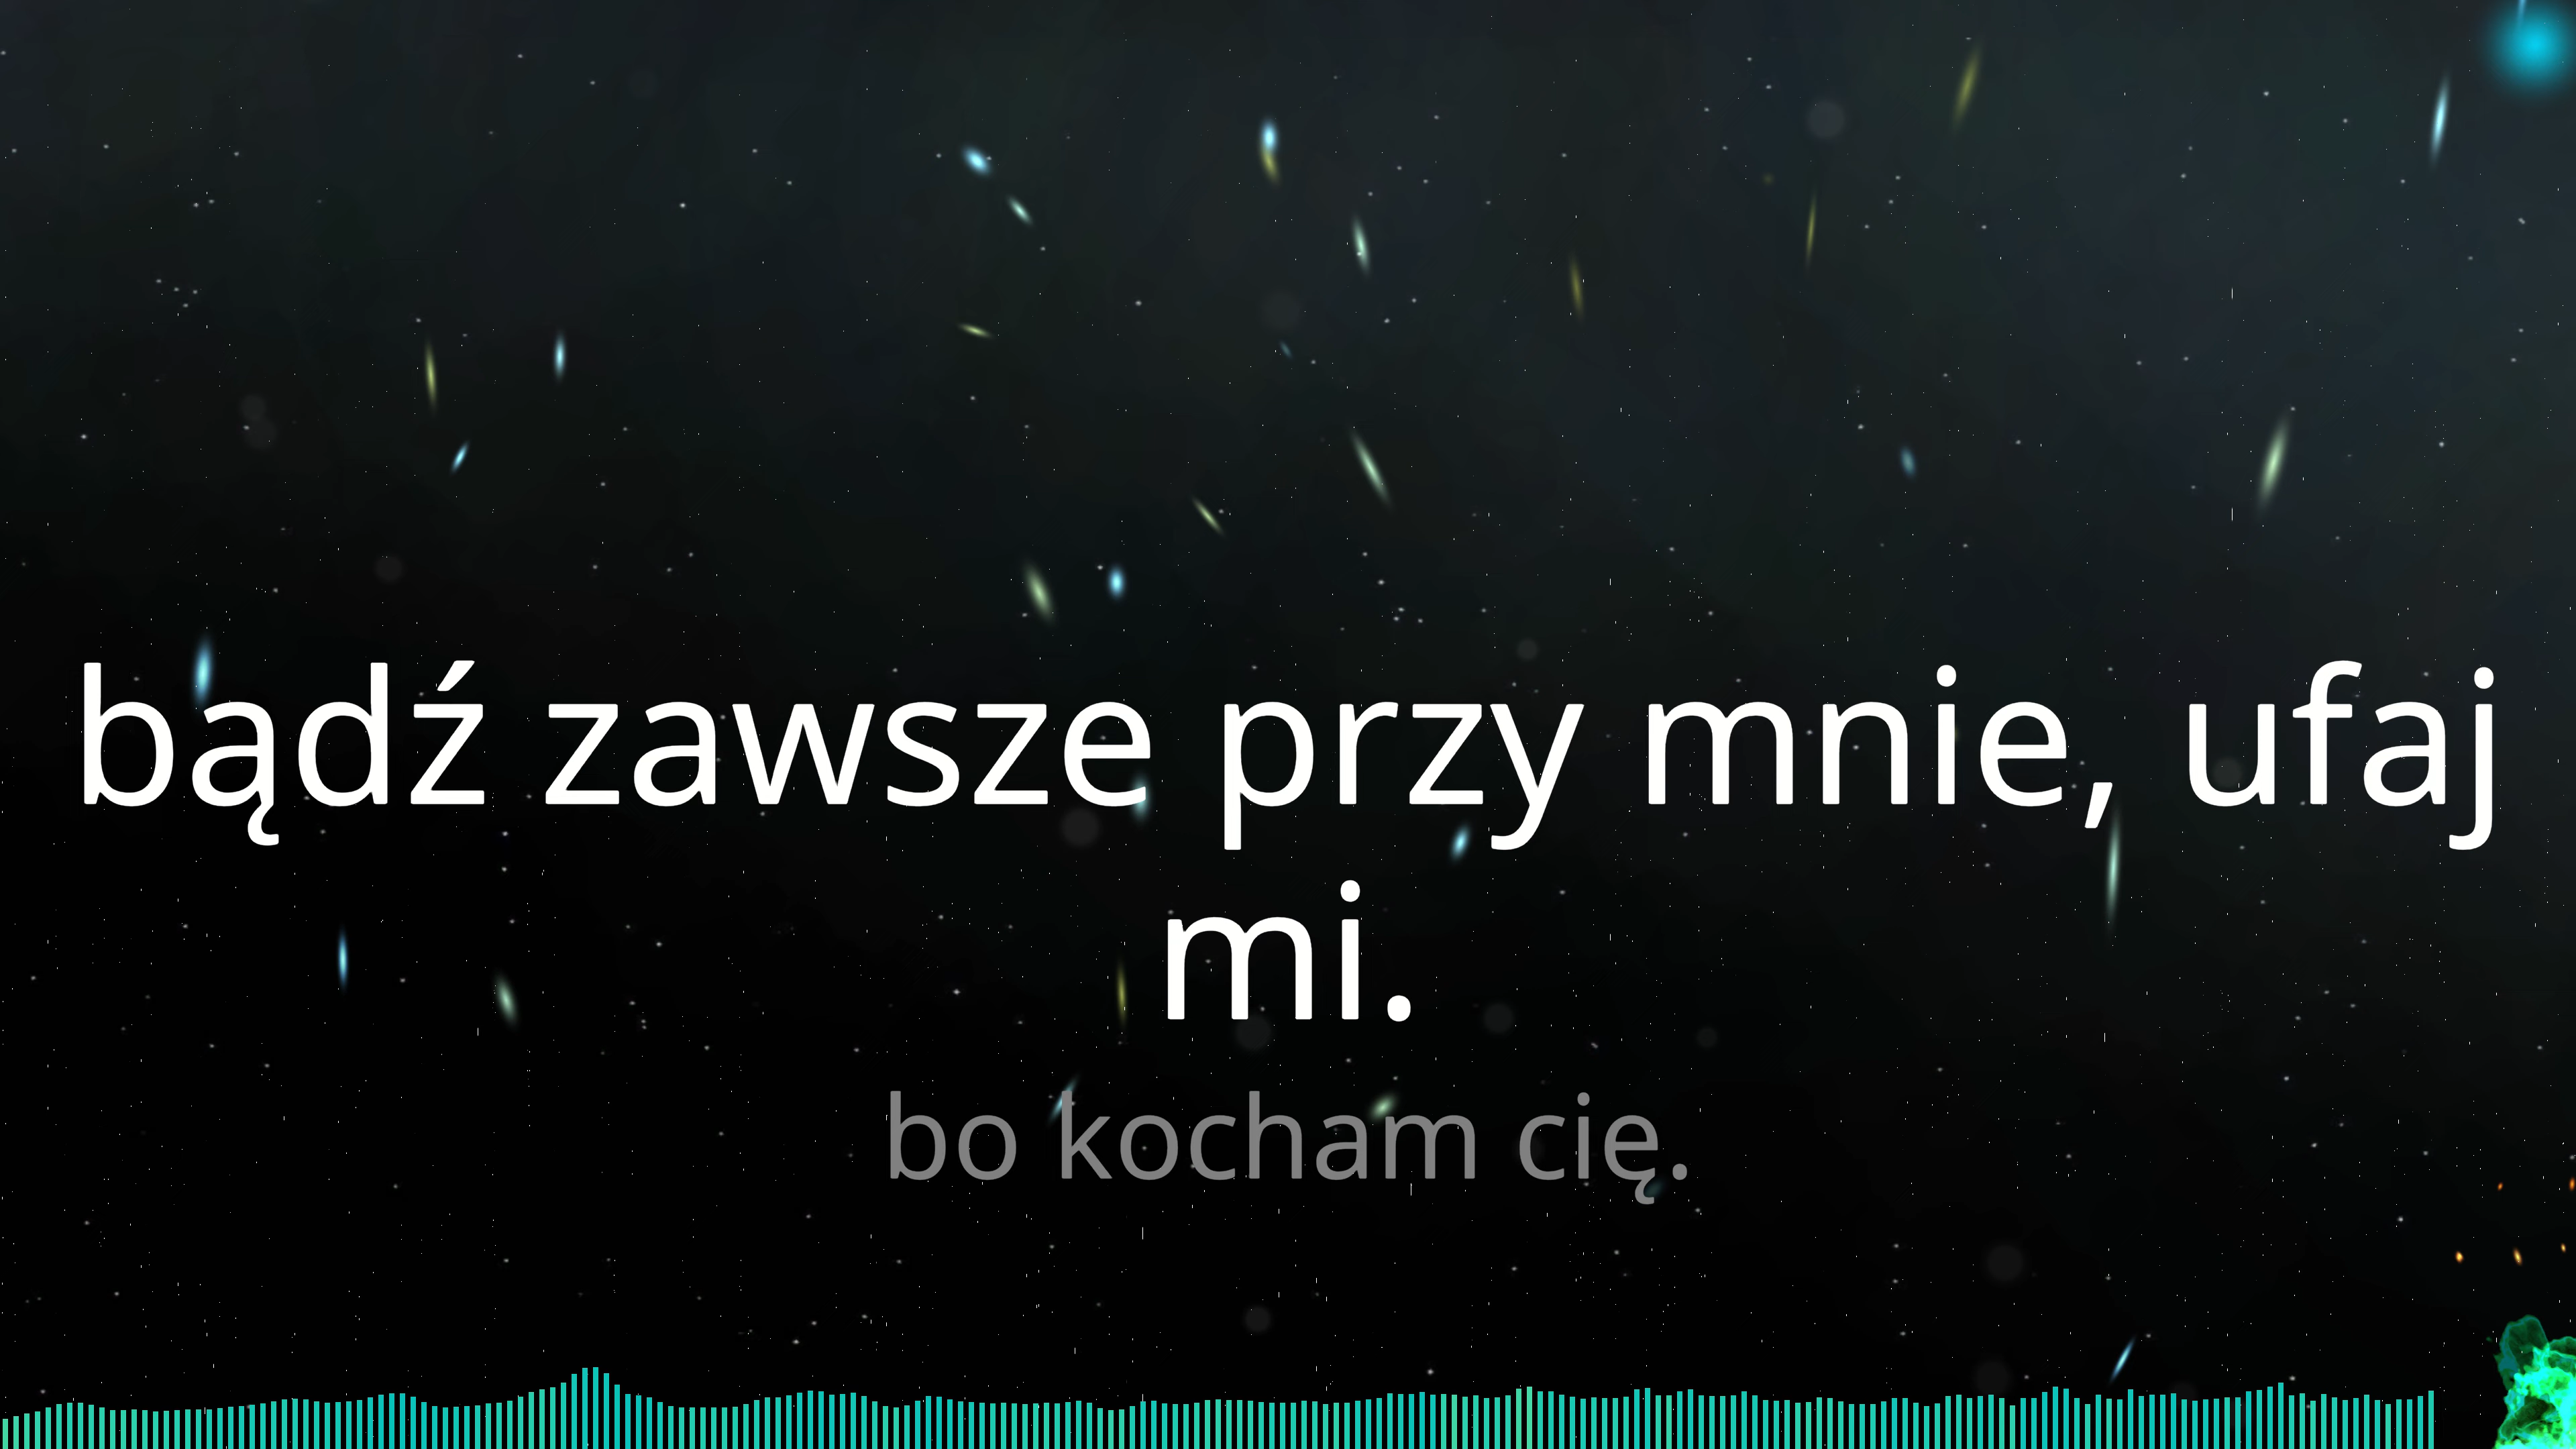 bądź zawsze przy mnie, ufaj
mi.
bo kocham cię.